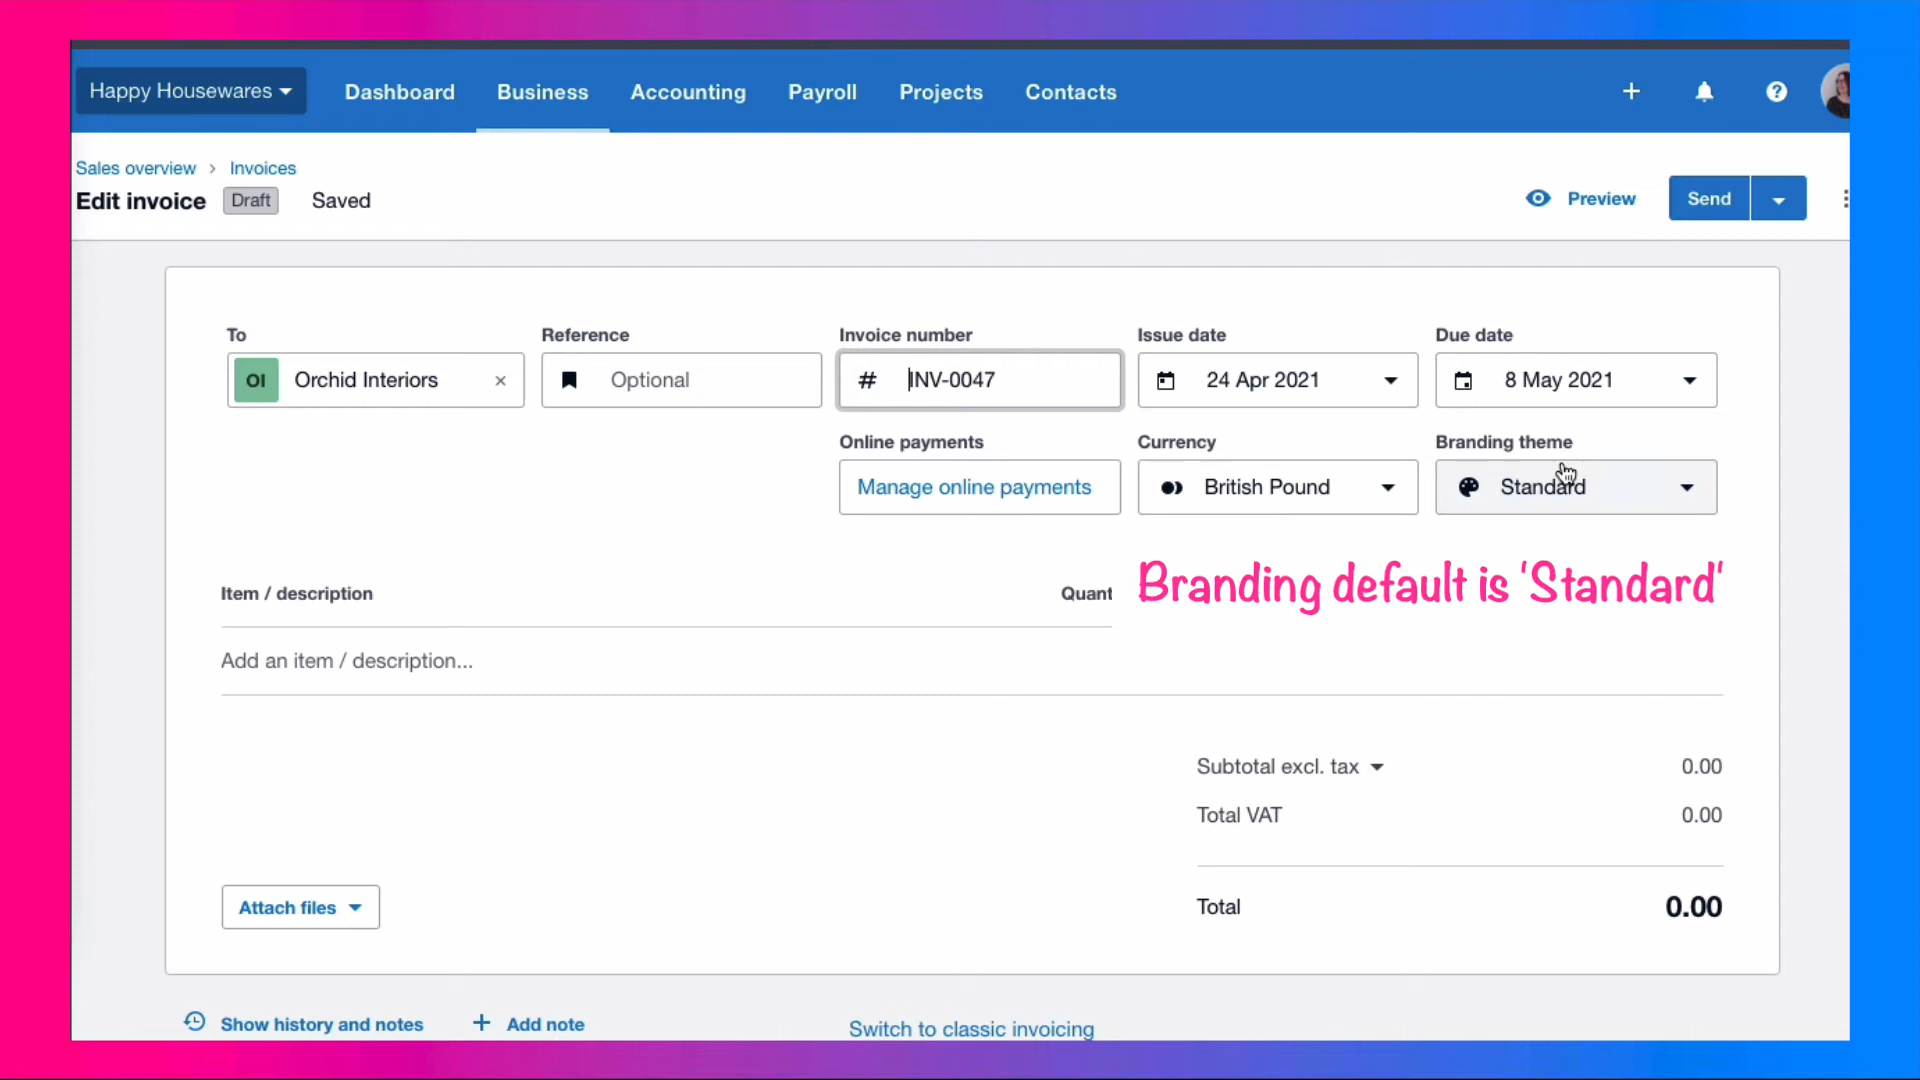 Happy Housewares Dashboard Business Accounting Payroll Projects Contacts
Sales overview Invoices
Edit invoice Draft Saved Preview Send
To Reference Invoice number Issue date Due date
OI Orchid Interiors × Optional # INV-0047 24 Apr 2021 8 May 2021
Online payments Currency Branding theme
Manage online payments British Pound Standard
Branding default is 'Standard'
Item / description Quant
Add an item / description...
Subtotal excl. tax 0.00
Total VAT 0.00
Attach files Total 0.00
Show history and notes + Add note Switch to classic invoicing